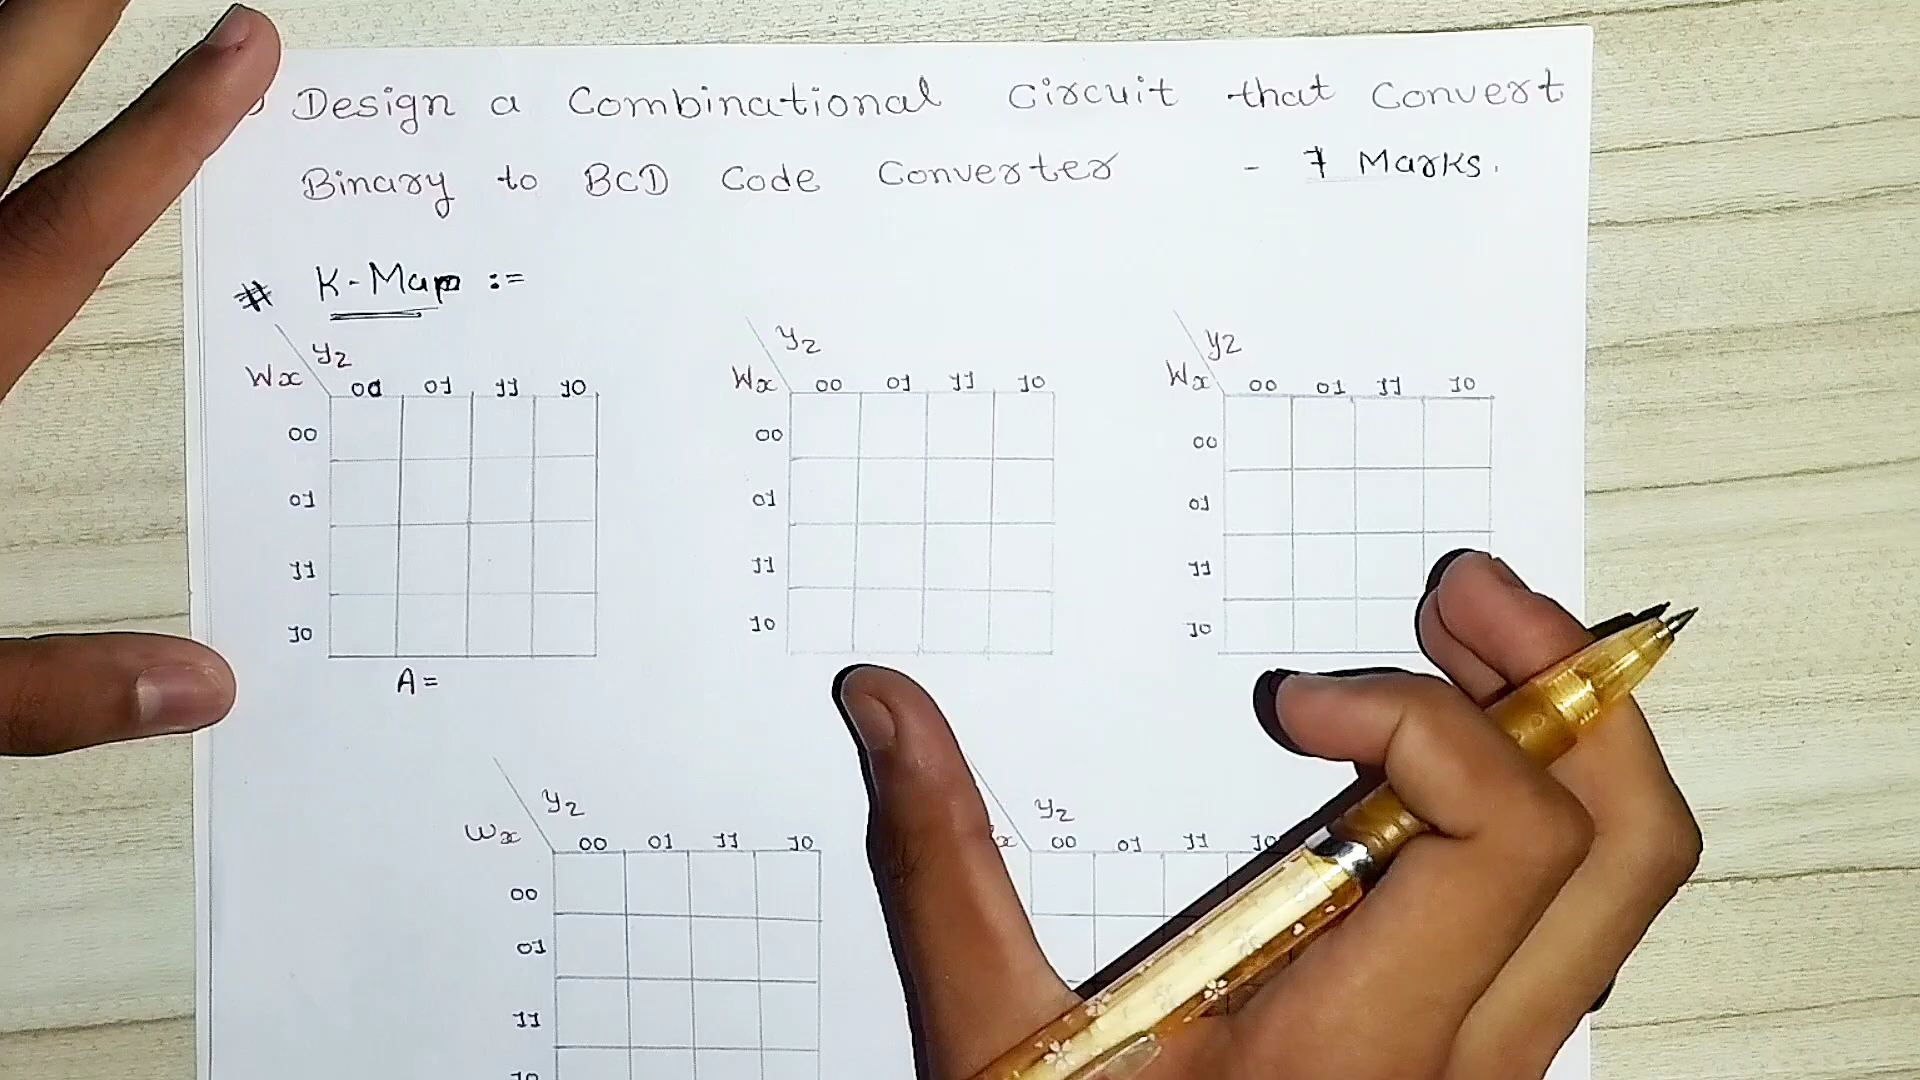 Design a Combinational Circuit that Convert
Binary to BCD Code Converter - 7 Marks.
# K-Map :=
yz yz yz
Wx 00 01 11 10 Wx 00 01 11 10 Wx 00 01 11 10
00 00 00
01 01 01
11 11 11
10 10 10
A =
yz yz
wx 00 01 11 10 x 00 01 11 10
00
01
11
10